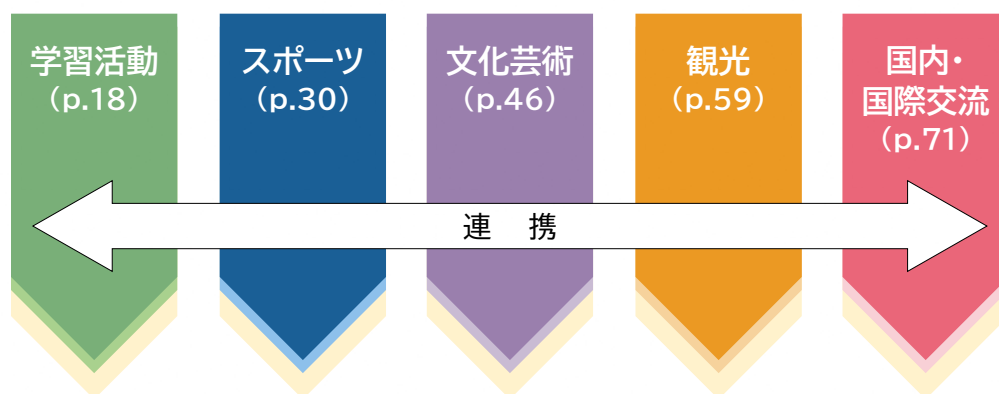 学習活動
（p.18）
スポーツ
（p.30）
文化芸術
（p.46）
観光
（p.59）
国内・
国際交流
（p.71）
連　携